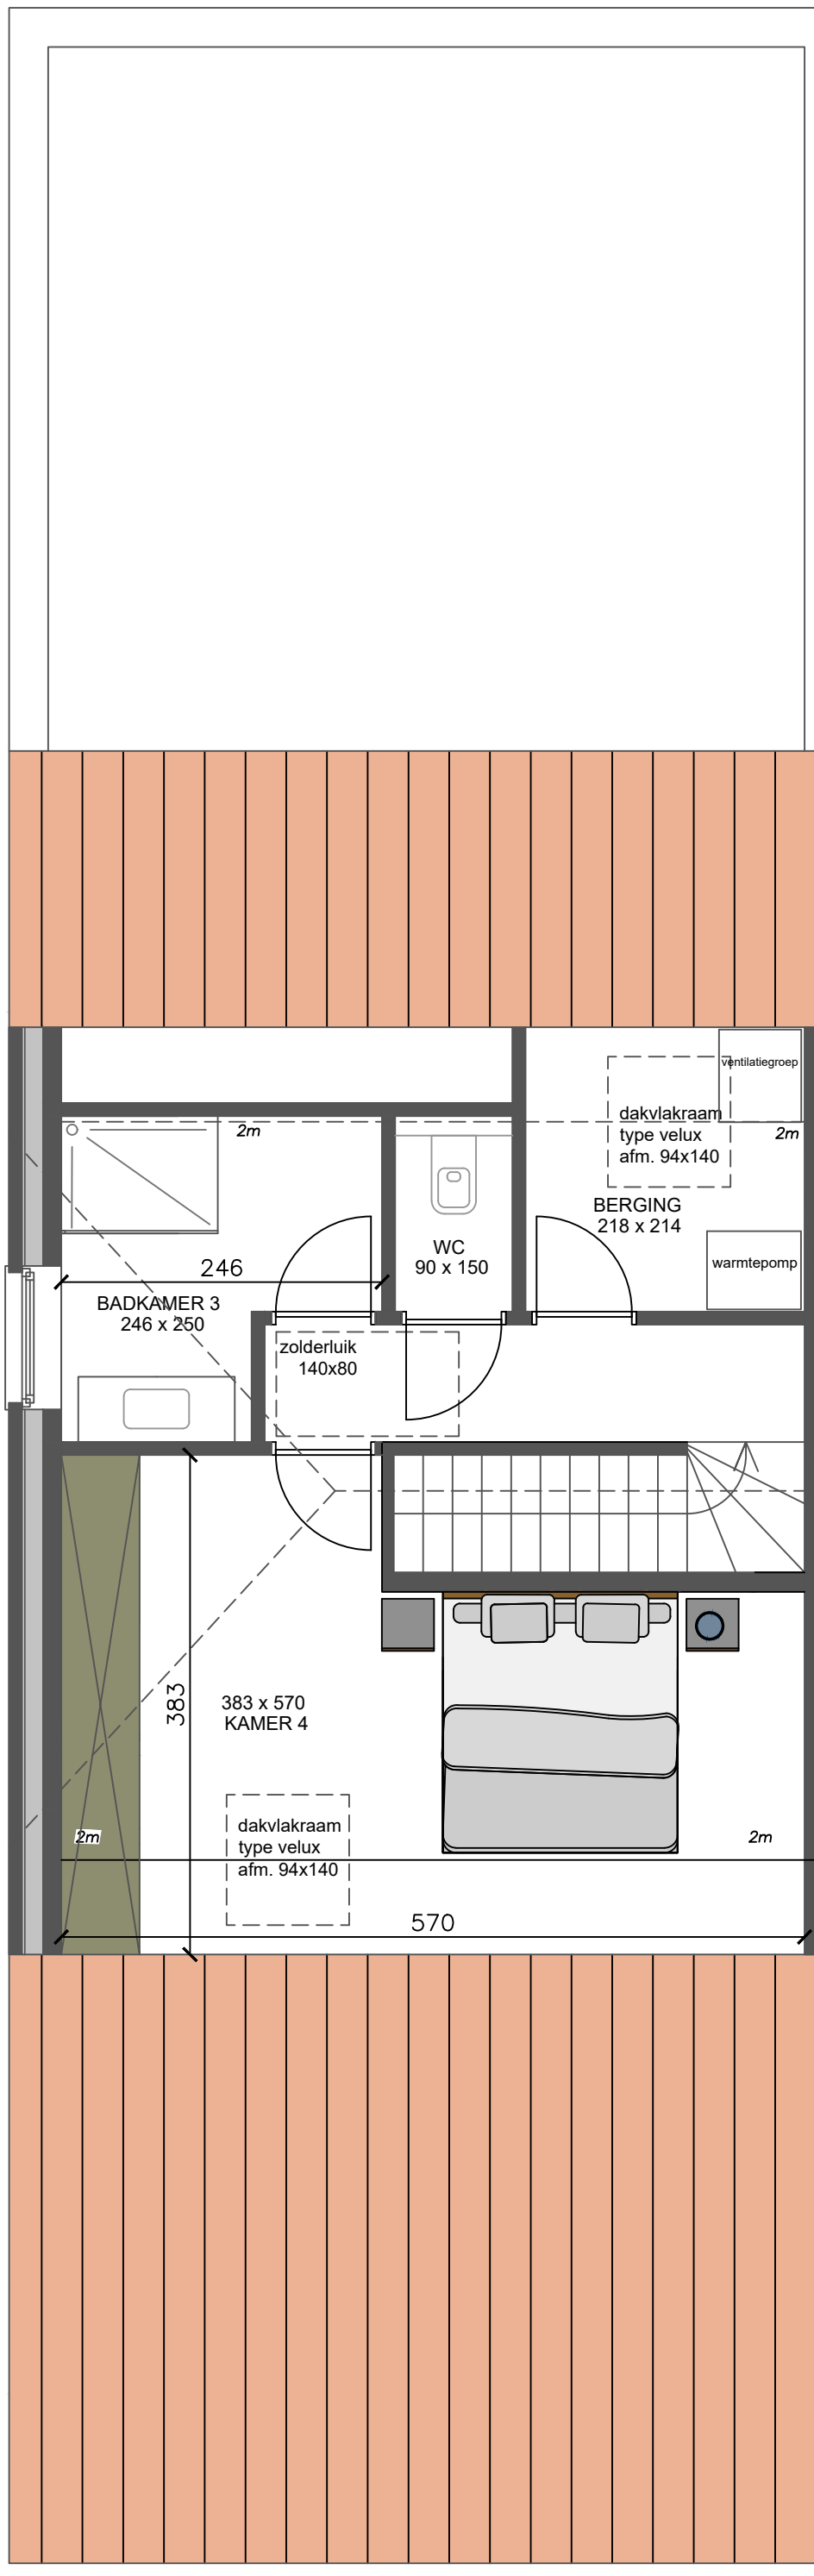 ventilatiegroep
dakvlakraam
type velux
afm. 94x140
2m
2m
BERGING
218 x 214
WC
90 x 150
warmtepomp
246
BADKAMER 3
246 x 250
zolderluik
140x80
383
383 x 570
KAMER 4
dakvlakraam
type velux
afm. 94x140
2m
2m
570